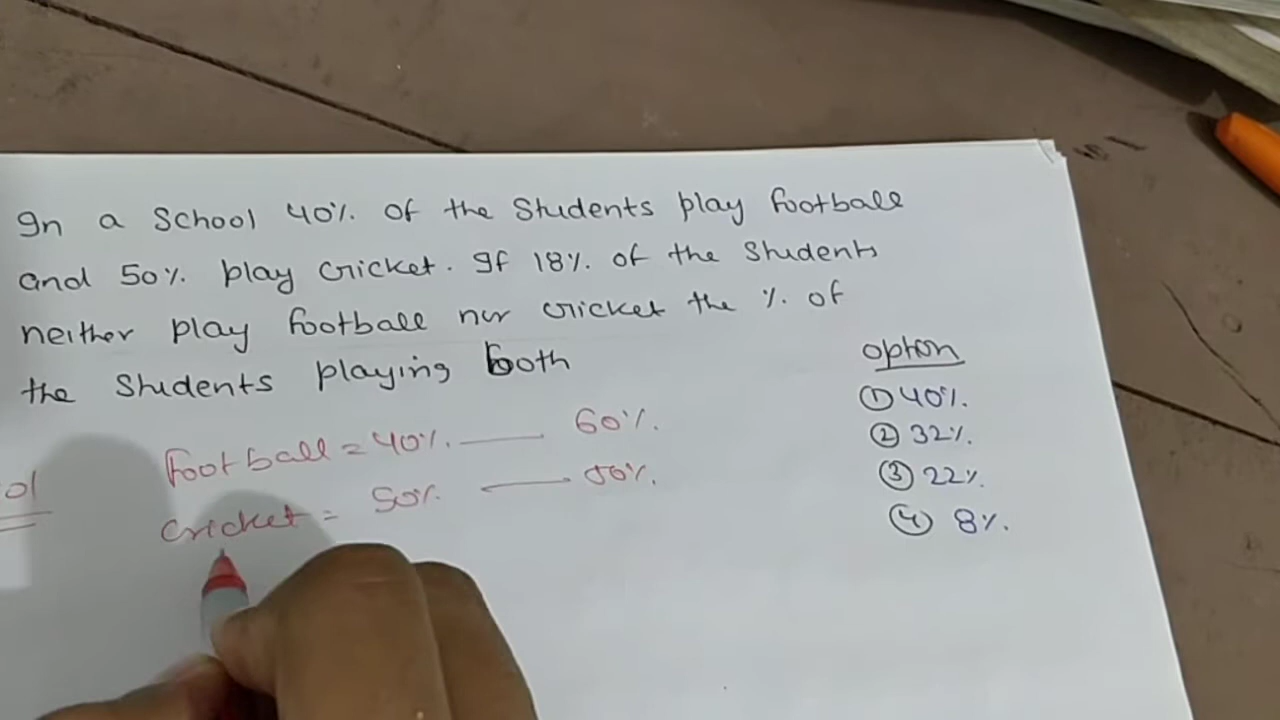 In a School 40%. of the Students play football
and 50%. play cricket. If 18%. of the Students
neither play football nor cricket the %. of
the Students playing both
option
① 40%.
② 32%.
③ 22%.
④ 8%.
Football = 40%. — 60%.
Cricket = 50%. — 50%.
ol